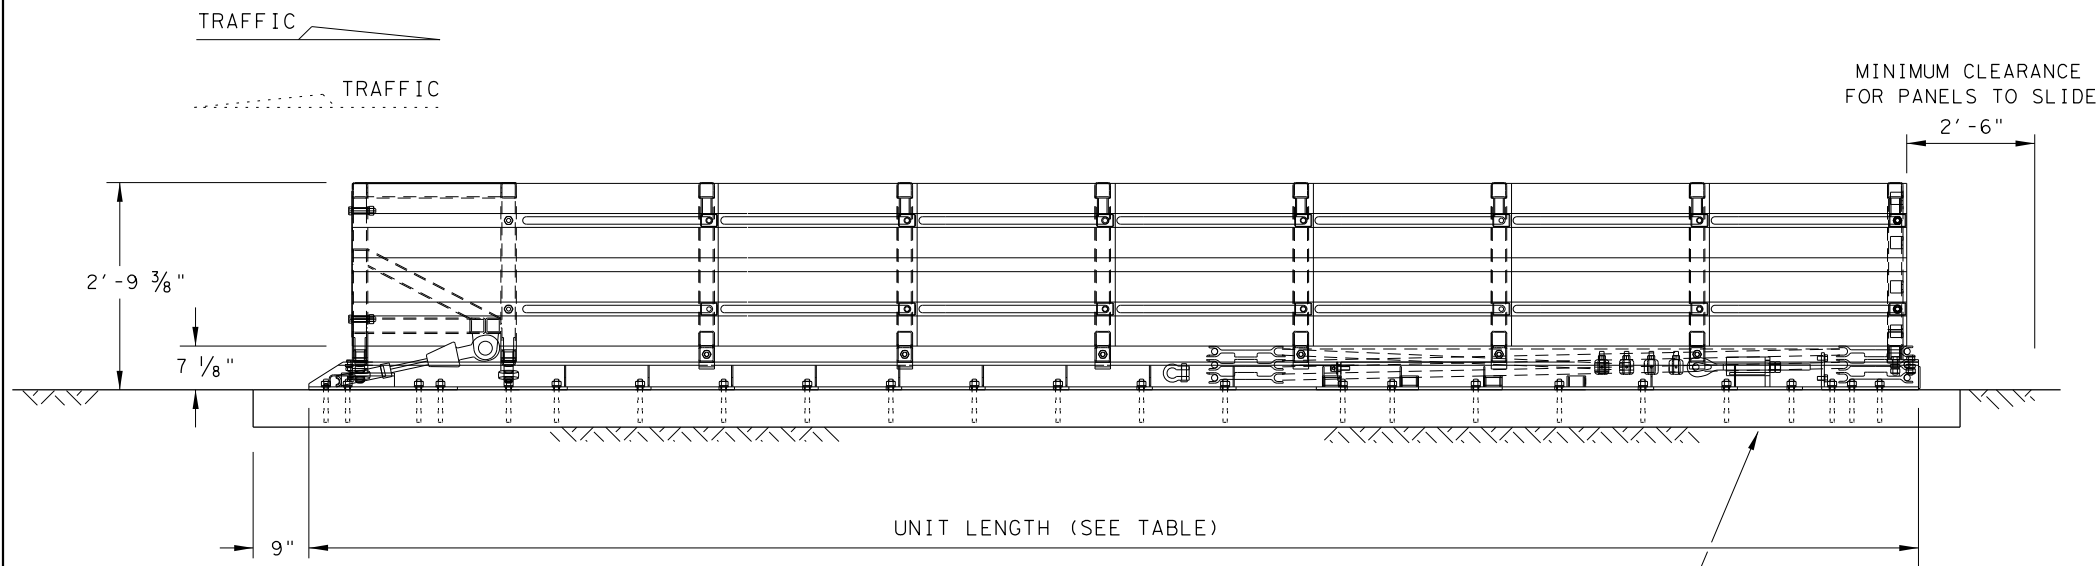 TRAFFIC
TRAFFIC
MINIMUM CLEARANCE
FOR PANELS TO SLIDE
2'-6"
2'-9 ⅜"
7 ⅛"
UNIT LENGTH (SEE TABLE)
9"